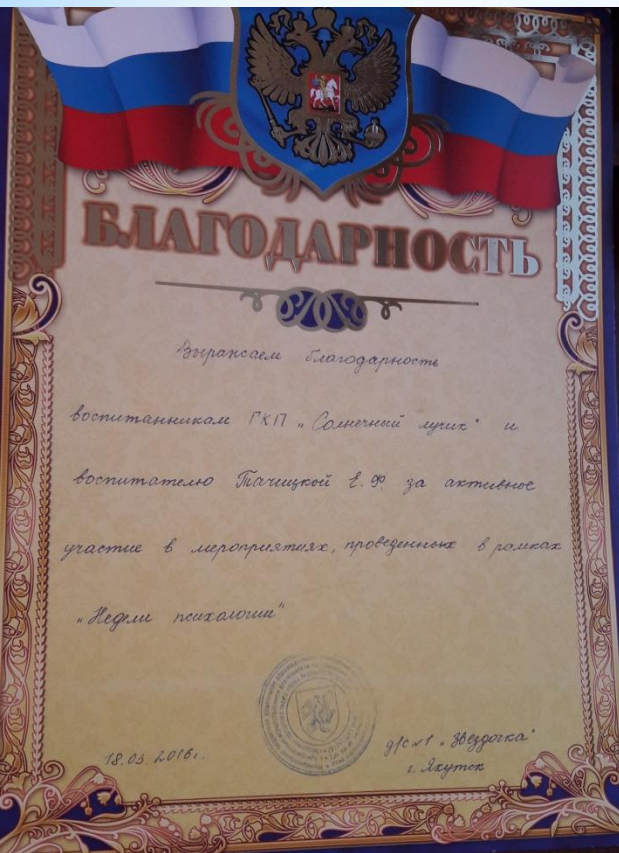 БЛАГОДАРНОСТЬ
Выражаем благодарность
воспитанникам ГКП „Солнечный лучик" и
воспитателю Е.Ф. за активное
участие в мероприятиях, проведенных в рамках
„Недели психологии"
18.03.2016г.
д/с №1 „Звездочка"
г. Якутск